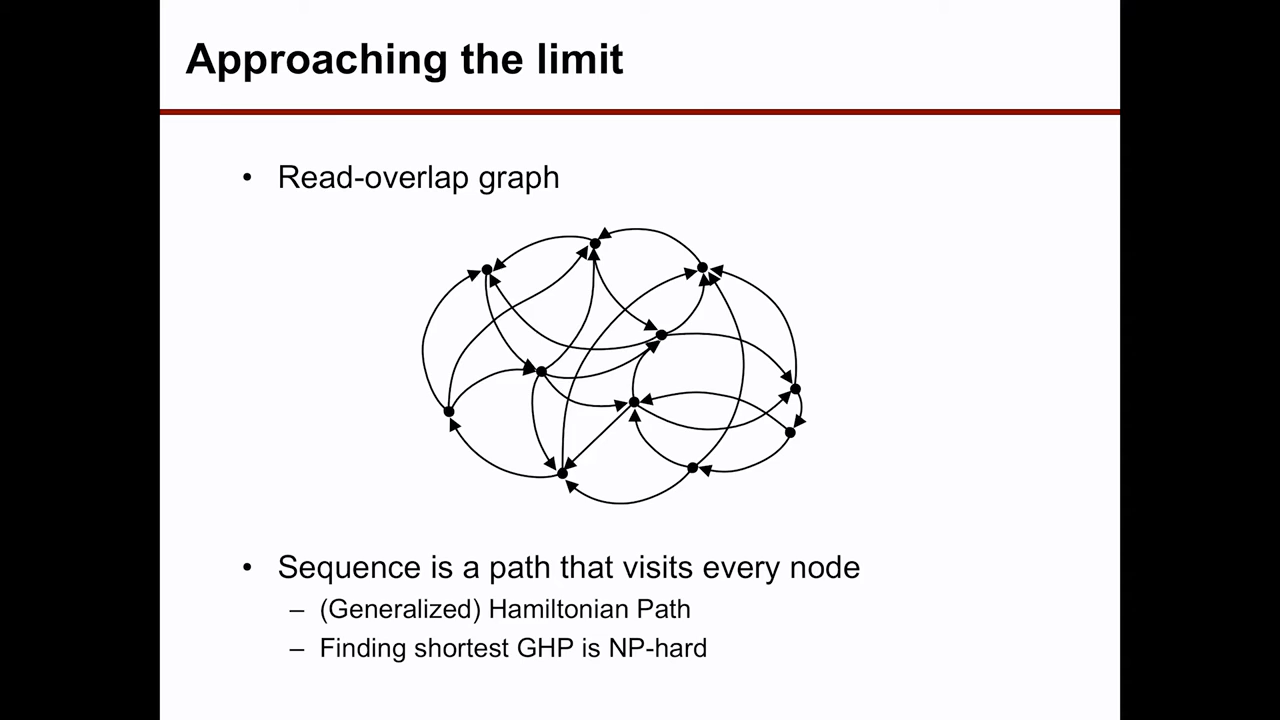 Approaching the limit
• Read-overlap graph
• Sequence is a path that visits every node
– (Generalized) Hamiltonian Path
– Finding shortest GHP is NP-hard